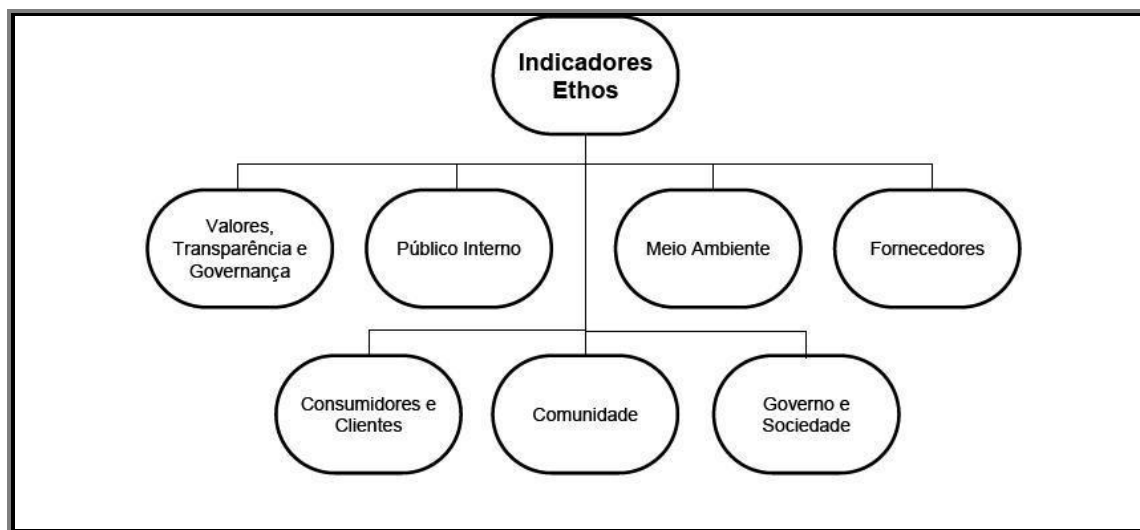 Indicadores
Ethos
Valores,
Transparência e
Governança
Público Interno
Meio Ambiente
Fornecedores
Consumidores e
Clientes
Comunidade
Governo e
Sociedade